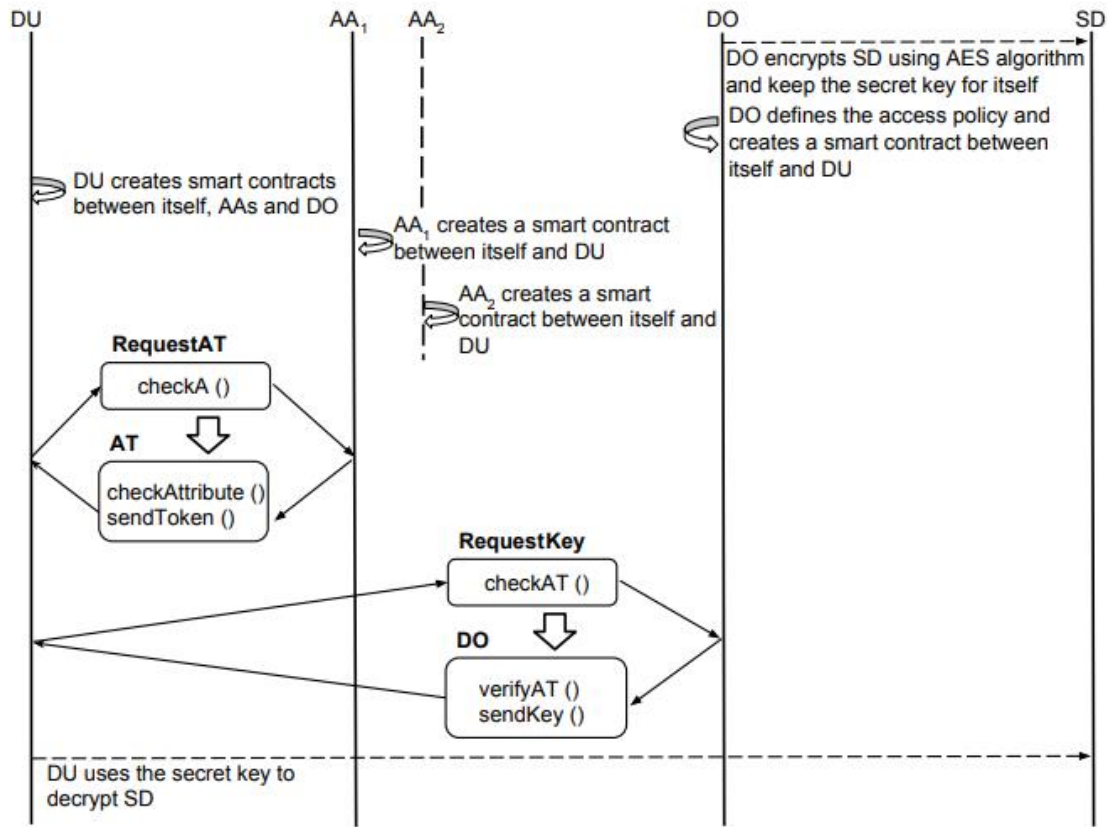 DU
AA1
AA2
DO
SD
DO encrypts SD using AES algorithm
and keep the secret key for itself
DO defines the access policy and
creates a smart contract between
itself and DU
DU creates smart contracts
between itself, AAs and DO
AA1 creates a smart contract
between itself and DU
AA2 creates a smart
contract between itself and
DU
RequestAT
checkA ()
AT
checkAttribute ()
sendToken ()
RequestKey
checkAT ()
DO
verifyAT ()
sendKey ()
DU uses the secret key to
decrypt SD